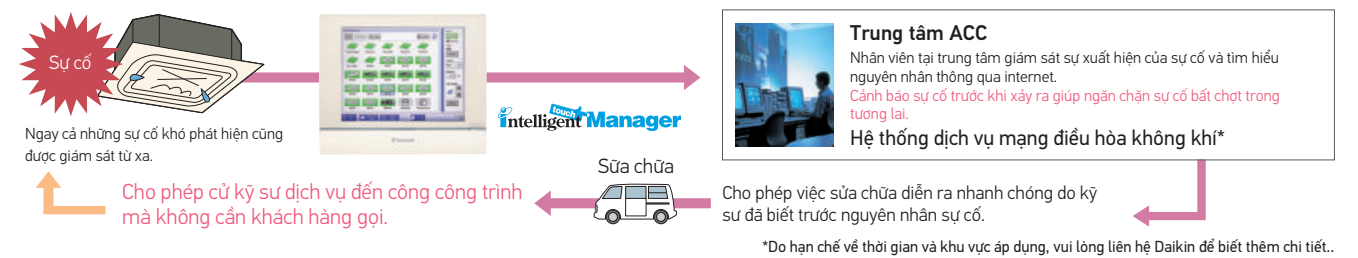 Sự cố
Ngay cả những sự cố khó phát hiện cũng
được giám sát từ xa.
intelligent touch Manager
Trung tâm ACC
Nhân viên tại trung tâm giám sát sự xuất hiện của sự cố và tìm hiểu
nguyên nhân thông qua internet.
Cảnh báo sự cố trước khi xảy ra giúp ngăn chặn sự cố bất chợt trong
tương lai.
Hệ thống dịch vụ mạng điều hòa không khí*
Cho phép việc sửa chữa diễn ra nhanh chóng do kỹ
sư đã biết trước nguyên nhân sự cố.
Sữa chữa
Cho phép cử kỹ sư dịch vụ đến công công trình
mà không cần khách hàng gọi.
*Do hạn chế về thời gian và khu vực áp dụng, vui lòng liên hệ Daikin để biết thêm chi tiết..